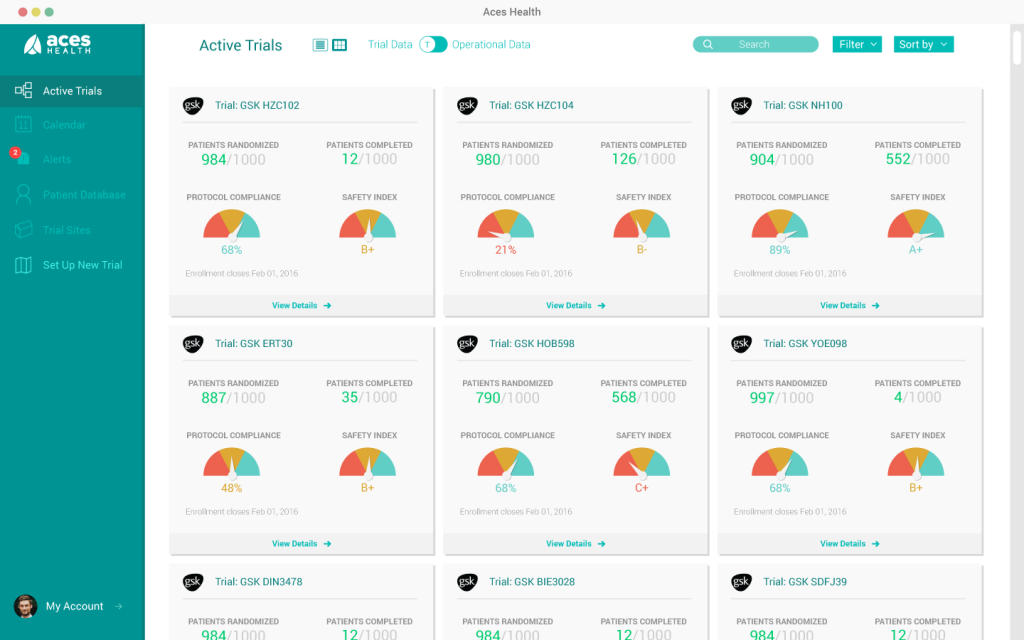 Aces Health
aces
HEALTH
Active Trials
Calendar
11
2
Alerts
Patient Database
Trial Sites
Set Up New Trial
My Account
Active Trials
Trial Data T Operational Data
Search
Filter
Sort by
gsk Trial: GSK HZC102
PATIENTS RANDOMIZED PATIENTS COMPLETED
984/1000 12/1000
PROTOCOL COMPLIANCE SAFETY INDEX
68% B+
Enrollment closes Feb 01, 2016
View Details
gsk Trial: GSK HZC104
PATIENTS RANDOMIZED PATIENTS COMPLETED
980/1000 126/1000
PROTOCOL COMPLIANCE SAFETY INDEX
21% B-
Enrollment closes Feb 01, 2016
View Details
gsk Trial: GSK NH100
PATIENTS RANDOMIZED PATIENTS COMPLETED
904/1000 552/1000
PROTOCOL COMPLIANCE SAFETY INDEX
89% A+
Enrollment closes Feb 01, 2016
View Details
gsk Trial: GSK ERT30
PATIENTS RANDOMIZED PATIENTS COMPLETED
887/1000 35/1000
PROTOCOL COMPLIANCE SAFETY INDEX
48% B+
Enrollment closes Feb 01, 2016
View Details
gsk Trial: GSK HOB598
PATIENTS RANDOMIZED PATIENTS COMPLETED
790/1000 568/1000
PROTOCOL COMPLIANCE SAFETY INDEX
68% C+
Enrollment closes Feb 01, 2016
View Details
gsk Trial: GSK YOE098
PATIENTS RANDOMIZED PATIENTS COMPLETED
997/1000 4/1000
PROTOCOL COMPLIANCE SAFETY INDEX
68% B+
Enrollment closes Feb 01, 2016
View Details
gsk Trial: GSK DIN3478
PATIENTS RANDOMIZED PATIENTS COMPLETED
984/1000 12/1000
gsk Trial: GSK BIE3028
PATIENTS RANDOMIZED PATIENTS COMPLETED
984/1000 12/1000
gsk Trial: GSK SDFJ39
PATIENTS RANDOMIZED PATIENTS COMPLETED
984/1000 12/1000